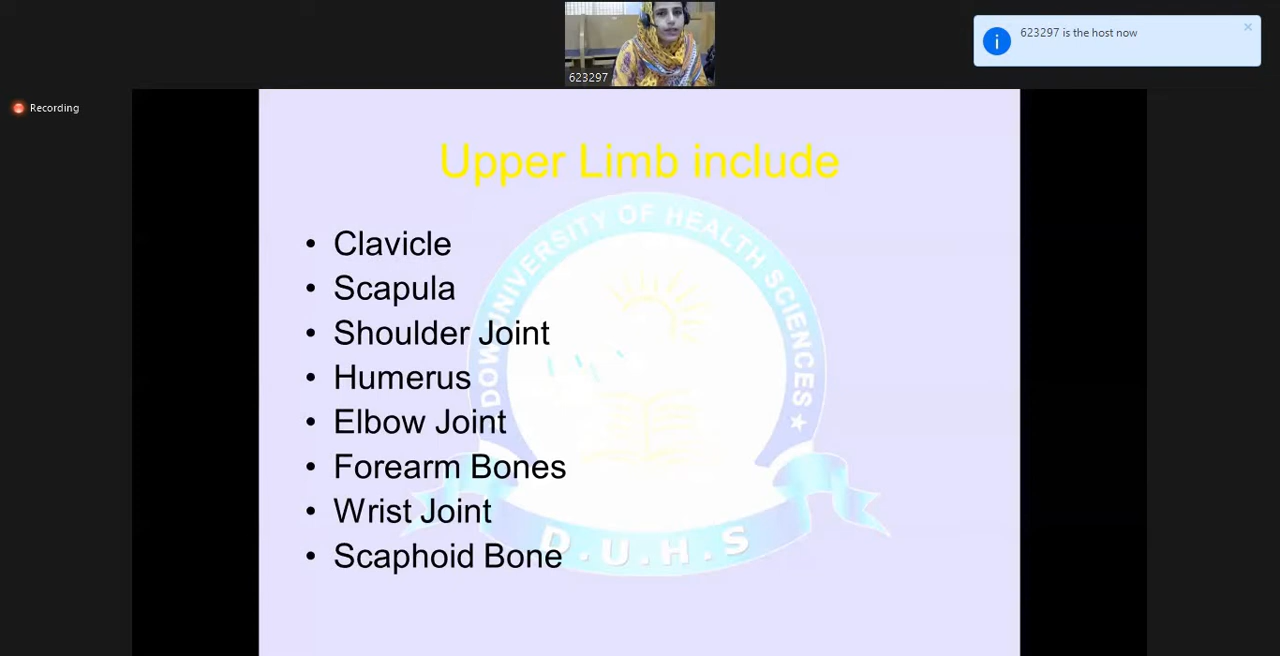 623297 is the host now
623297
Recording
Upper Limb include
• Clavicle
• Scapula
• Shoulder Joint
• Humerus
• Elbow Joint
• Forearm Bones
• Wrist Joint
• Scaphoid Bone
DOW UNIVERSITY OF HEALTH SCIENCES
D.U.H.S